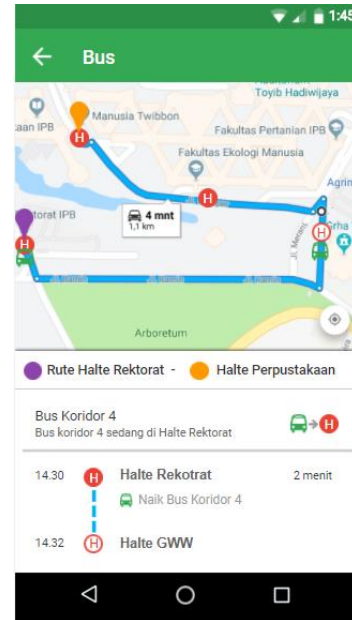 1:45
Bus
Toyib Hadiwijaya
Manusia Twibbon
aan IPB
Fakultas Pertanian IPB
Fakultas Ekologi Manusia
Agrin
4 mnt
1,1 km
torat IPB
Grha
Jl. Meranti
Arboretum
Rute Halte Rektorat - Halte Perpustakaan
Bus Koridor 4
Bus koridor 4 sedang di Halte Rektorat
H
14.30 H Halte Rekotrat 2 menit
Naik Bus Koridor 4
14.32 H Halte GWW